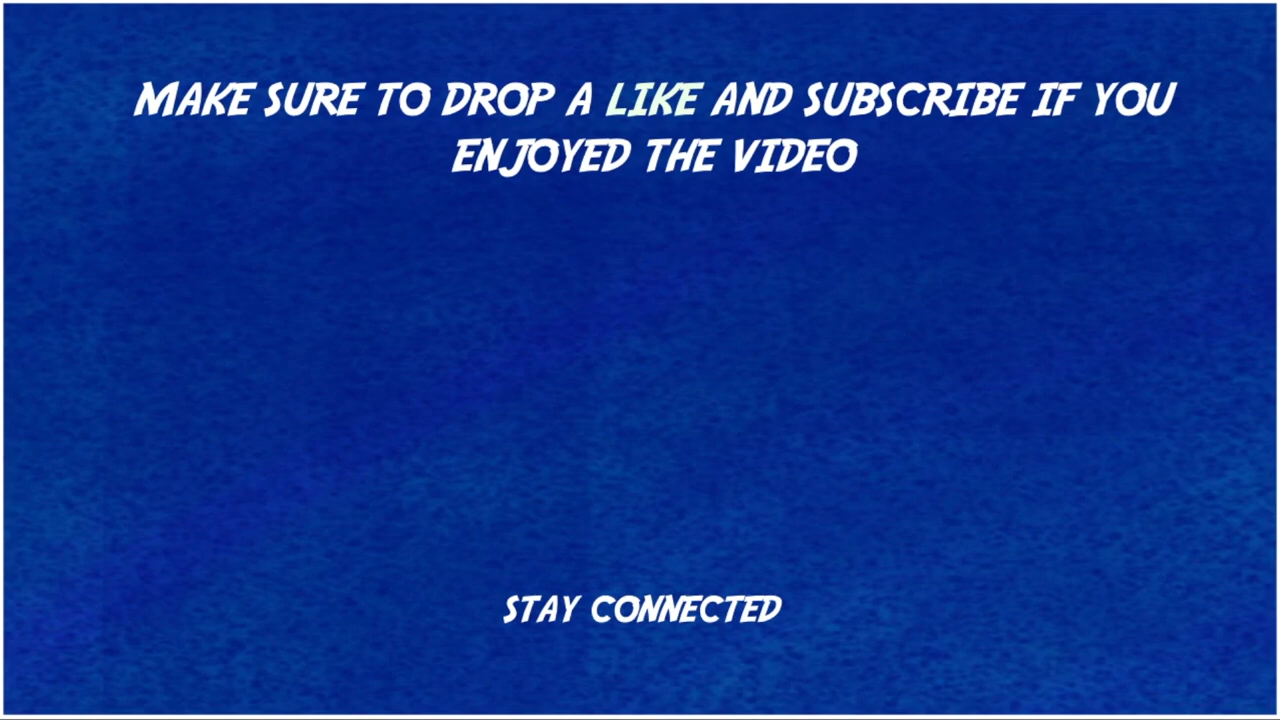 MAKE SURE TO DROP A LIKE AND SUBSCRIBE IF YOU
ENJOYED THE VIDEO
STAY CONNECTED